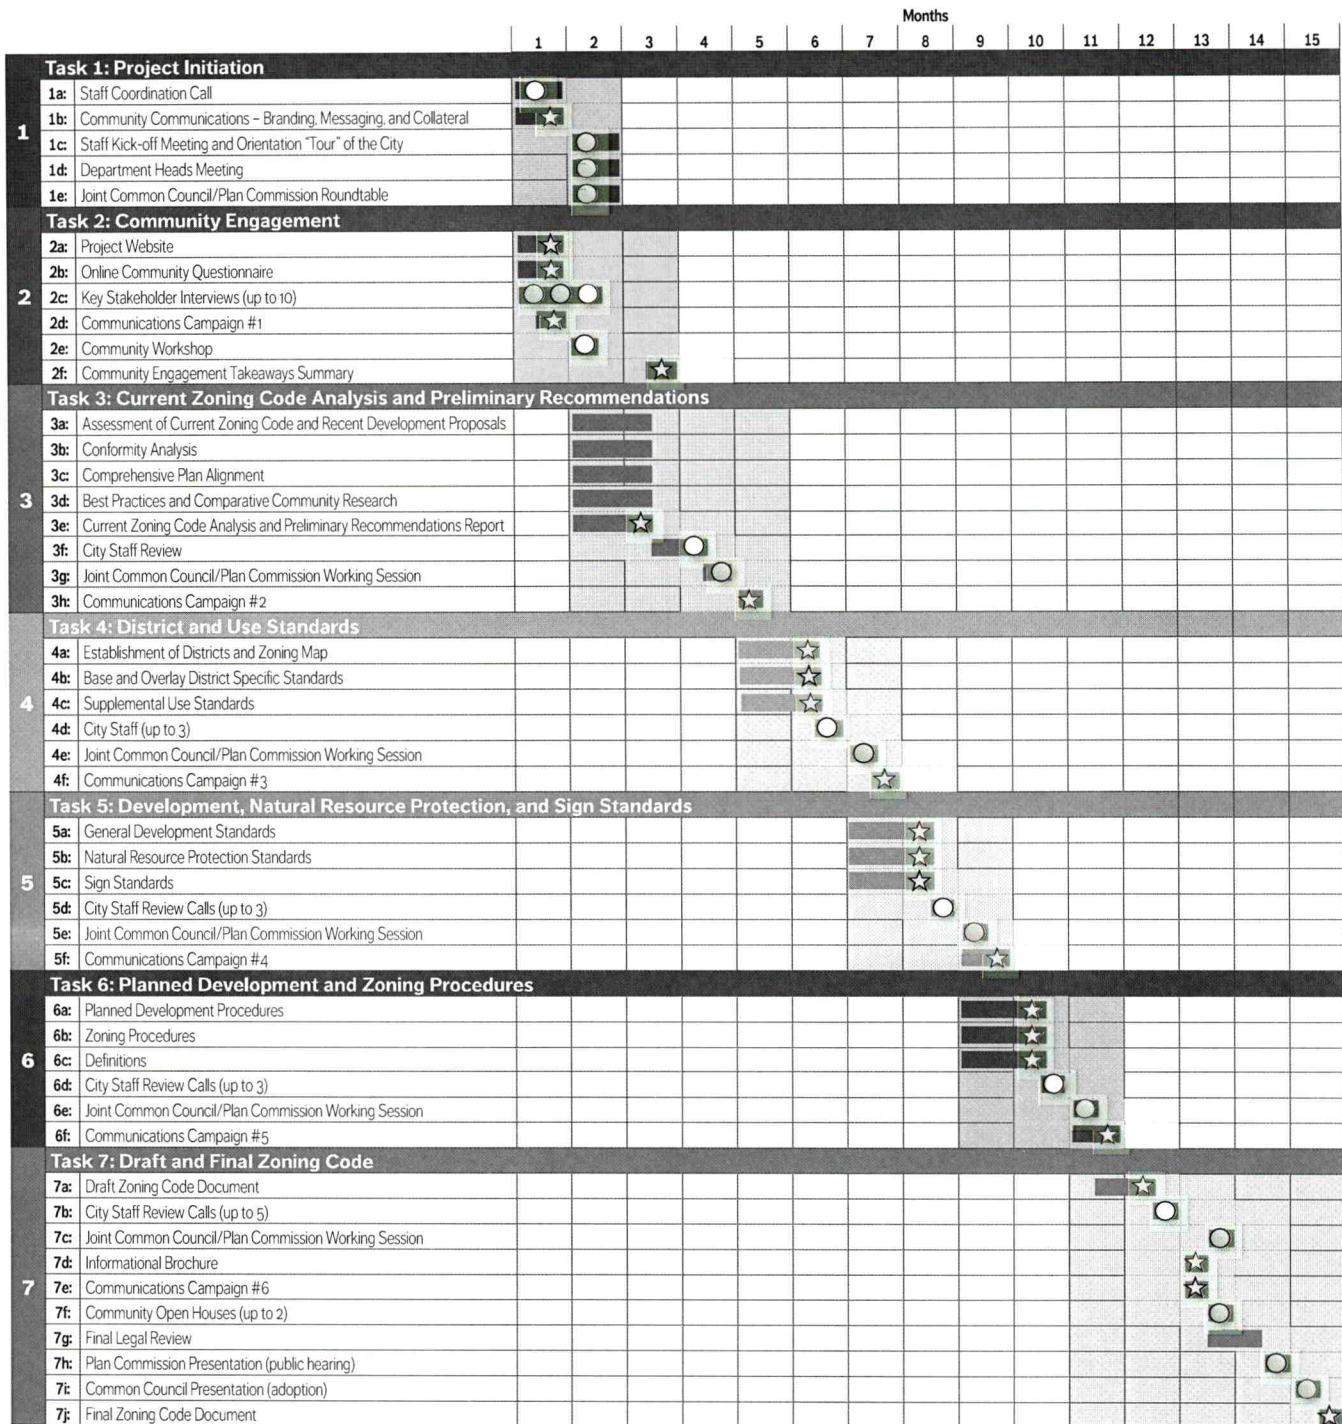 Months
1 2 3 4 5 6 7 8 9 10 11 12 13 14 15
Task 1: Project Initiation
1
1a: Staff Coordination Call
1b: Community Communications – Branding, Messaging, and Collateral
1c: Staff Kick-off Meeting and Orientation "Tour" of the City
1d: Department Heads Meeting
1e: Joint Common Council/Plan Commission Roundtable
Task 2: Community Engagement
2
2a: Project Website
2b: Online Community Questionnaire
2c: Key Stakeholder Interviews (up to 10)
2d: Communications Campaign #1
2e: Community Workshop
2f: Community Engagement Takeaways Summary
Task 3: Current Zoning Code Analysis and Preliminary Recommendations
3
3a: Assessment of Current Zoning Code and Recent Development Proposals
3b: Conformity Analysis
3c: Comprehensive Plan Alignment
3d: Best Practices and Comparative Community Research
3e: Current Zoning Code Analysis and Preliminary Recommendations Report
3f: City Staff Review
3g: Joint Common Council/Plan Commission Working Session
3h: Communications Campaign #2
Task 4: District and Use Standards
4
4a: Establishment of Districts and Zoning Map
4b: Base and Overlay District Specific Standards
4c: Supplemental Use Standards
4d: City Staff (up to 3)
4e: Joint Common Council/Plan Commission Working Session
4f: Communications Campaign #3
Task 5: Development, Natural Resource Protection, and Sign Standards
5
5a: General Development Standards
5b: Natural Resource Protection Standards
5c: Sign Standards
5d: City Staff Review Calls (up to 3)
5e: Joint Common Council/Plan Commission Working Session
5f: Communications Campaign #4
Task 6: Planned Development and Zoning Procedures
6
6a: Planned Development Procedures
6b: Zoning Procedures
6c: Definitions
6d: City Staff Review Calls (up to 3)
6e: Joint Common Council/Plan Commission Working Session
6f: Communications Campaign #5
Task 7: Draft and Final Zoning Code
7
7a: Draft Zoning Code Document
7b: City Staff Review Calls (up to 5)
7c: Joint Common Council/Plan Commission Working Session
7d: Informational Brochure
7e: Communications Campaign #6
7f: Community Open Houses (up to 2)
7g: Final Legal Review
7h: Plan Commission Presentation (public hearing)
7i: Common Council Presentation (adoption)
7j: Final Zoning Code Document